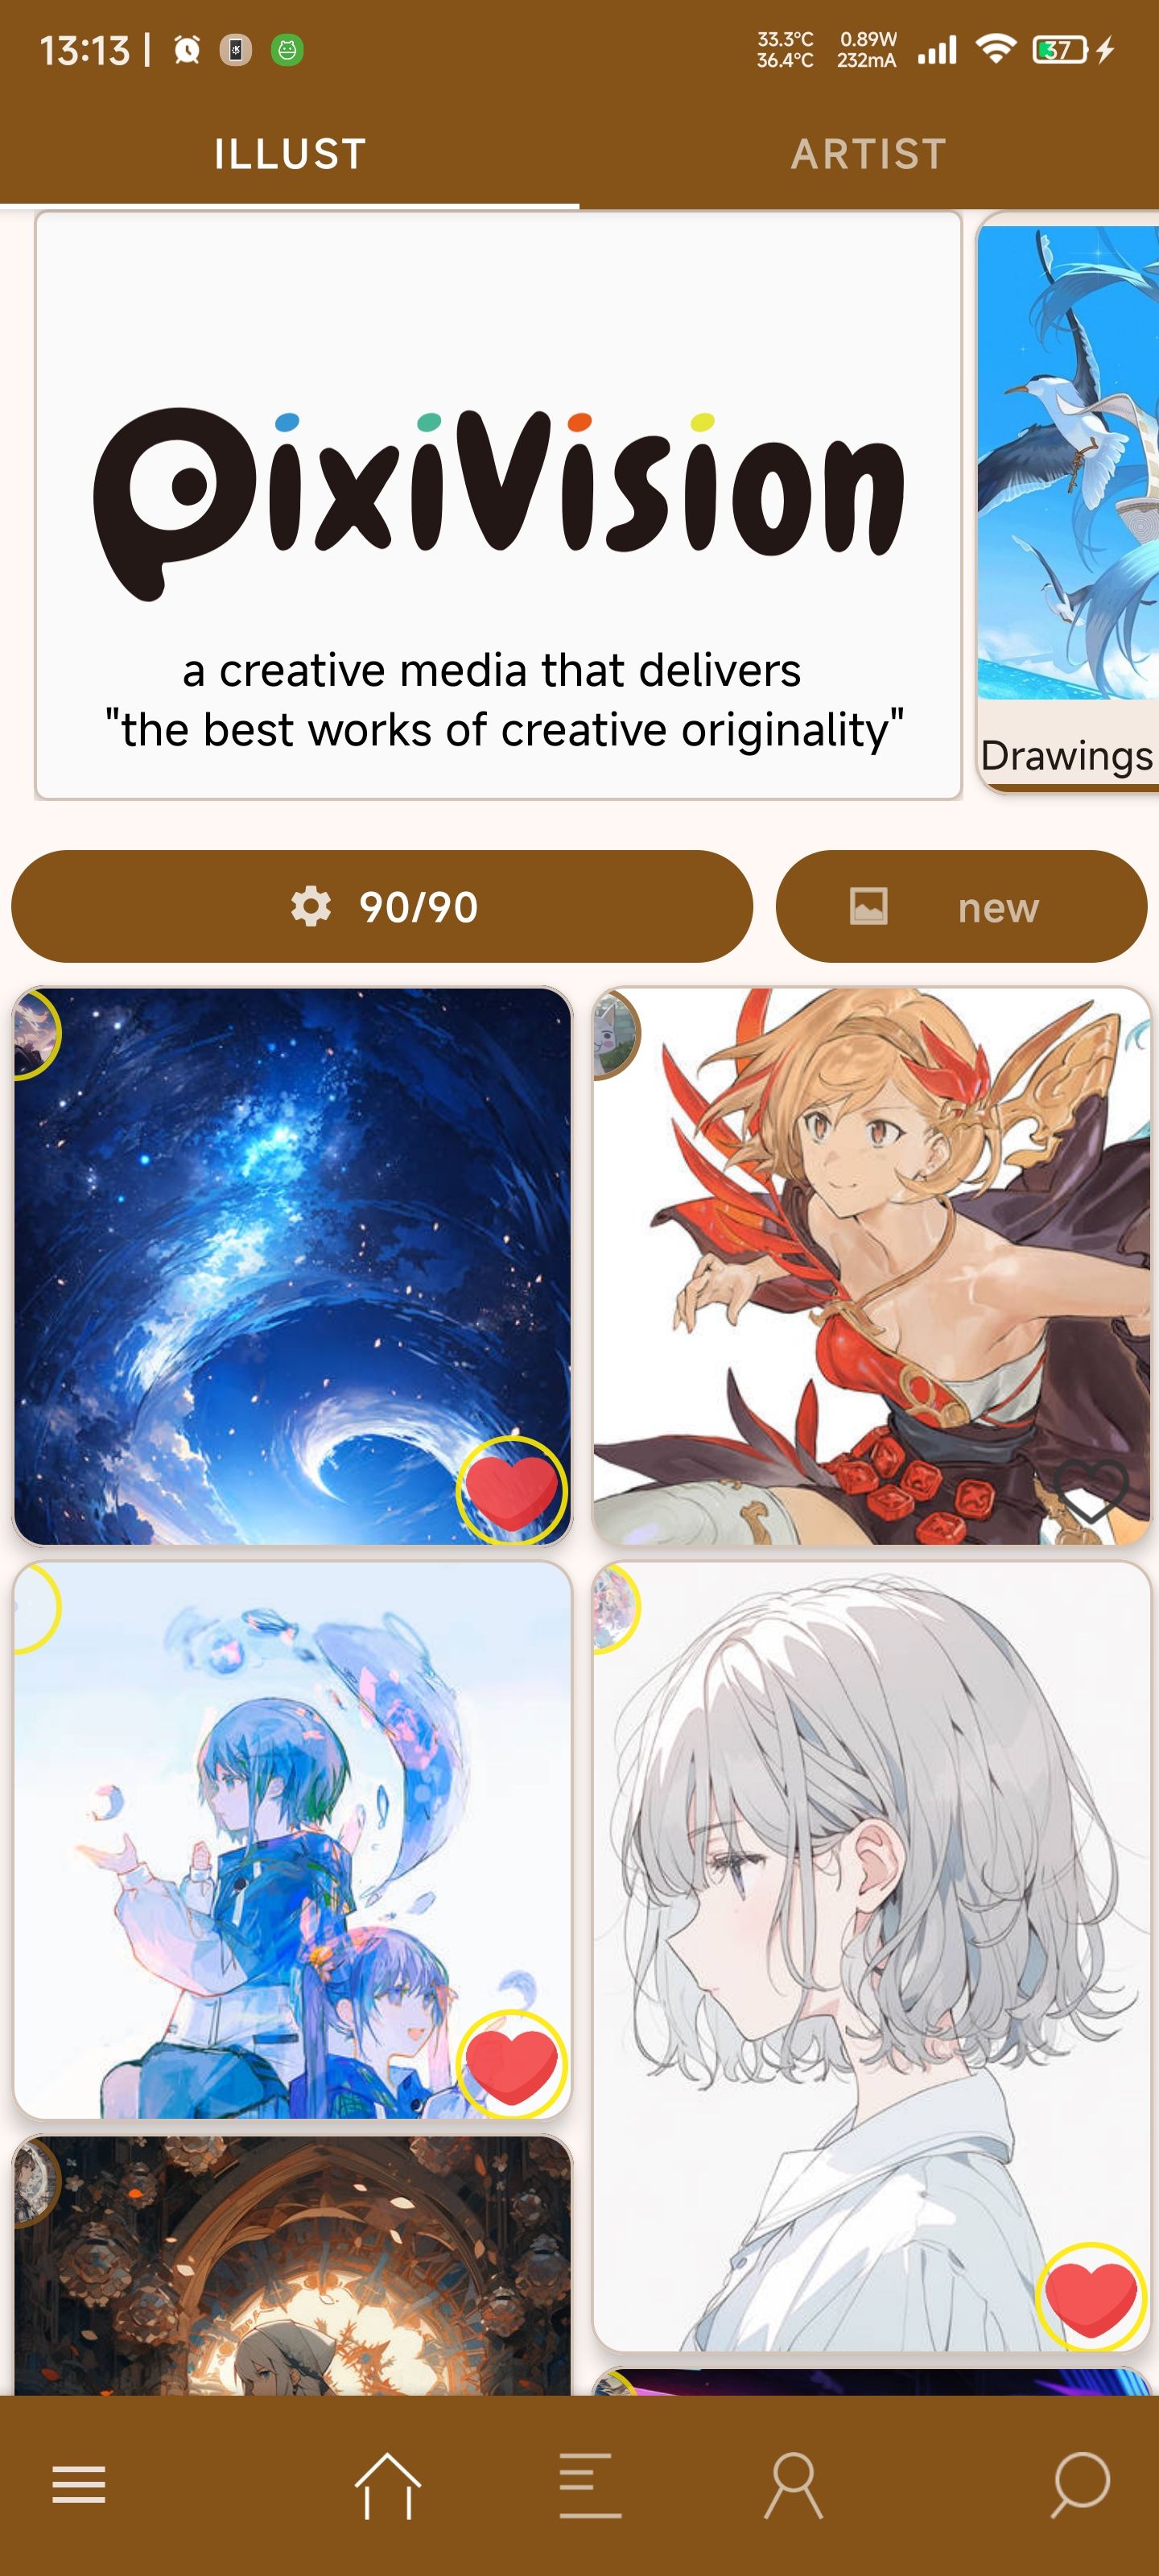 13:13 |
33.3°C 0.89W
36.4°C 232mA
37
ILLUST
ARTIST
PixiVision
a creative media that delivers
"the best works of creative originality"
Drawings
90/90
new